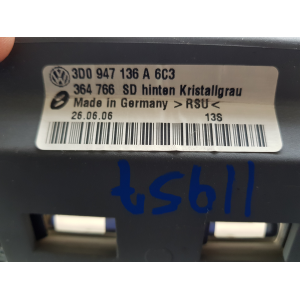 3D0 947 136 A 6C3
364 766 SD hinten Kristallgrau
Made in Germany >RSU<
26.06.06 13S
11957